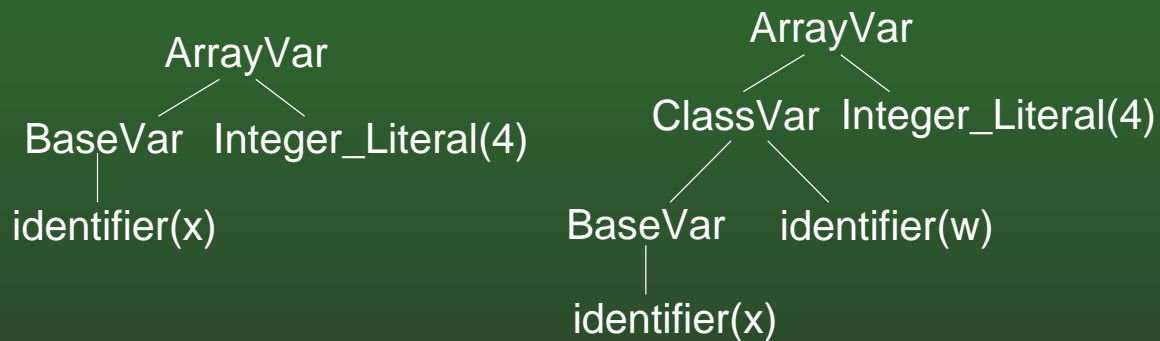 ArrayVar
BaseVar Integer_Literal(4)
identifier(x)
ArrayVar
ClassVar Integer_Literal(4)
BaseVar identifier(w)
identifier(x)